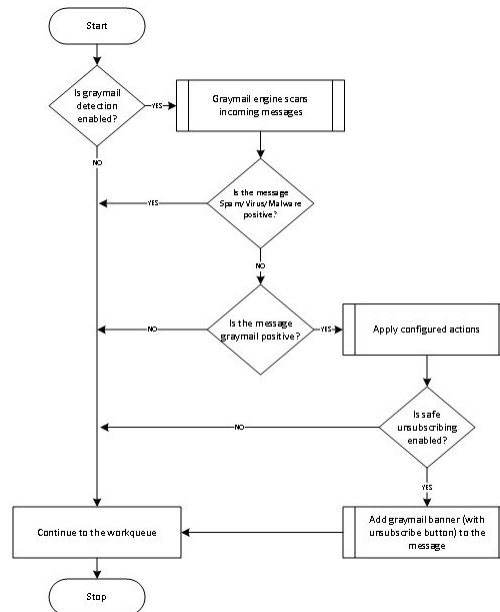 Start
Is graymail
detection
enabled?
YES
Graymail engine scans
incoming messages
NO
Is the message
Spam/Virus/Malware
positive?
YES
NO
Is the message
graymail positive?
NO
YES
Apply configured actions
Is safe
unsubscribing
enabled?
NO
YES
Continue to the workqueue
Add graymail banner (with
unsubscribe button) to the
message
Stop